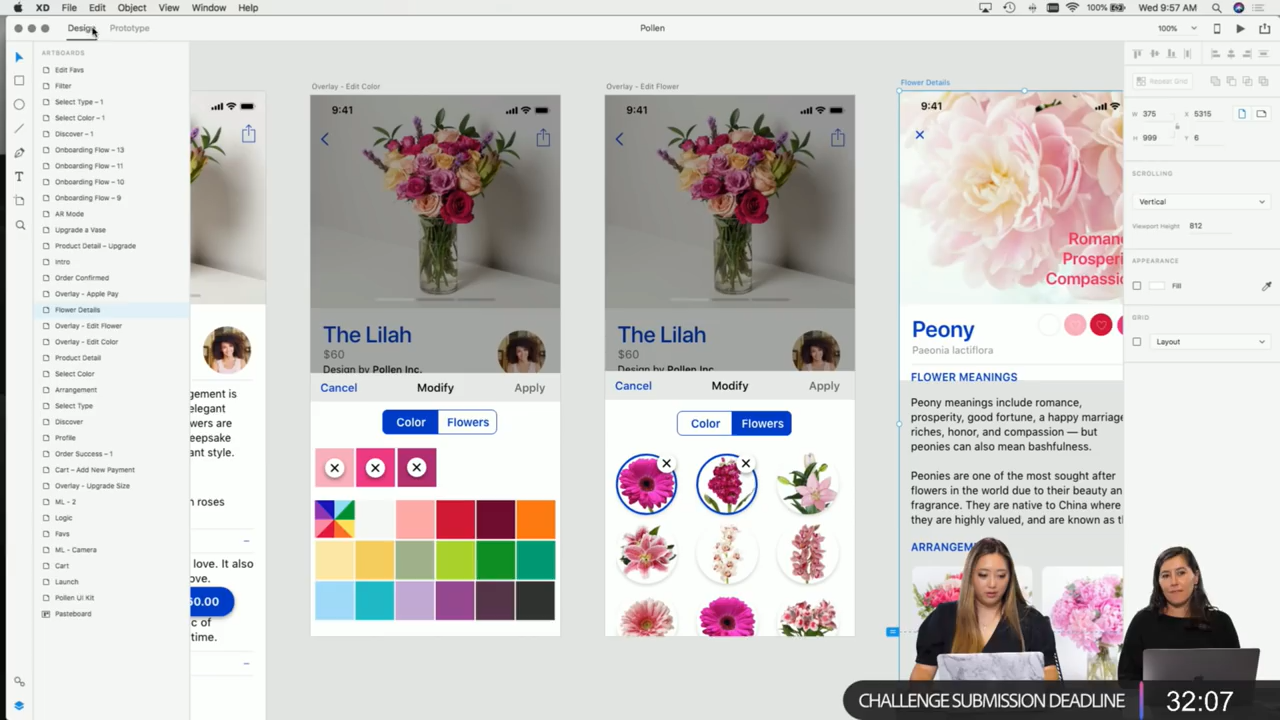 XD File Edit Object View Window Help
100% Wed 9:57 AM
Design Prototype
Pollen
100%
ARTBOARDS
Edit Favs
Filter
Select Type – 1
Select Color – 1
Discover – 1
Onboarding Flow – 13
Onboarding Flow – 11
Onboarding Flow – 10
Onboarding Flow – 9
AR Mode
Upgrade a Vase
Product Detail – Upgrade
Intro
Order Confirmed
Overlay - Apple Pay
Flower Details
Overlay - Edit Flower
Overlay - Edit Color
Product Detail
Select Color
Arrangement
Select Type
Discover
Profile
Order Success – 1
Cart – Add New Payment
Overlay – Upgrade Size
ML - 2
Logic
Favs
ML - Camera
Cart
Launch
Pollen UI Kit
Pasteboard
gement is
elegant
wers are
eepsake
ant style.
n roses
love. It also
ove.
50.00
ic of
time.
Overlay - Edit Color
9:41
The Lilah
$60
Design by Pollen Inc.
Cancel Modify Apply
Color Flowers
Overlay - Edit Flower
9:41
The Lilah
$60
Design by Pollen Inc.
Cancel Modify Apply
Color Flowers
Flower Details
9:41
Roman
Prosperi
Compassio
Peony
Paeonia lactiflora
FLOWER MEANINGS
Peony meanings include romance,
prosperity, good fortune, a happy marriage
riches, honor, and compassion — but
peonies can also mean bashfulness.
Peonies are one of the most sought after
flowers in the world due to their beauty an
fragrance. They are native to China where
they are highly valued, and are known as t
ARRANGEM
Repeat Grid
W 375 X 5315
H 999 Y 6
SCROLLING
Vertical
Viewport Height 812
APPEARANCE
Fill
GRID
Layout
CHALLENGE SUBMISSION DEADLINE 32:07